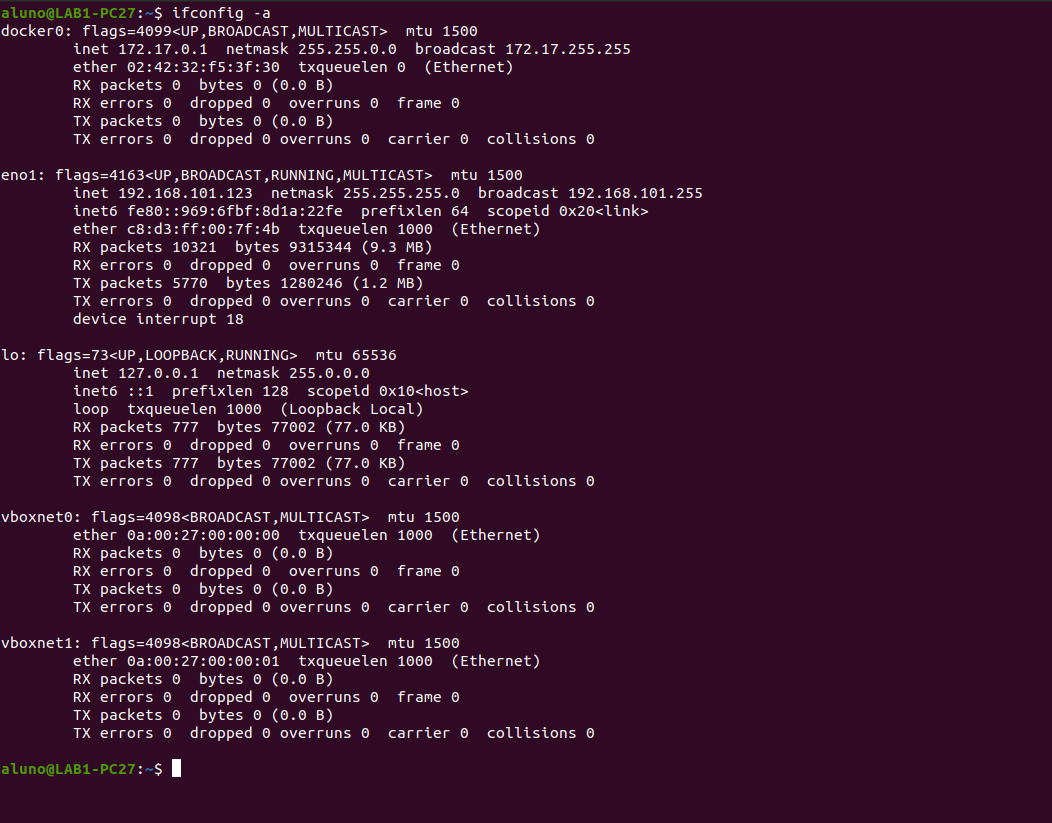 aluno@LAB1-PC27:~$ ifconfig -a
docker0: flags=4099<UP,BROADCAST,MULTICAST>  mtu 1500
        inet 172.17.0.1  netmask 255.255.0.0  broadcast 172.17.255.255
        ether 02:42:32:f5:3f:30  txqueuelen 0  (Ethernet)
        RX packets 0  bytes 0 (0.0 B)
        RX errors 0  dropped 0  overruns 0  frame 0
        TX packets 0  bytes 0 (0.0 B)
        TX errors 0  dropped 0 overruns 0  carrier 0  collisions 0

eno1: flags=4163<UP,BROADCAST,RUNNING,MULTICAST>  mtu 1500
        inet 192.168.101.123  netmask 255.255.255.0  broadcast 192.168.101.255
        inet6 fe80::969:6fbf:8d1a:22fe  prefixlen 64  scopeid 0x20<link>
        ether c8:d3:ff:00:7f:4b  txqueuelen 1000  (Ethernet)
        RX packets 10321  bytes 9315344 (9.3 MB)
        RX errors 0  dropped 0  overruns 0  frame 0
        TX packets 5770  bytes 1280246 (1.2 MB)
        TX errors 0  dropped 0 overruns 0  carrier 0  collisions 0
        device interrupt 18

lo: flags=73<UP,LOOPBACK,RUNNING>  mtu 65536
        inet 127.0.0.1  netmask 255.0.0.0
        inet6 ::1  prefixlen 128  scopeid 0x10<host>
        loop  txqueuelen 1000  (Loopback Local)
        RX packets 777  bytes 77002 (77.0 KB)
        RX errors 0  dropped 0  overruns 0  frame 0
        TX packets 777  bytes 77002 (77.0 KB)
        TX errors 0  dropped 0 overruns 0  carrier 0  collisions 0

vboxnet0: flags=4098<BROADCAST,MULTICAST>  mtu 1500
        ether 0a:00:27:00:00:00  txqueuelen 1000  (Ethernet)
        RX packets 0  bytes 0 (0.0 B)
        RX errors 0  dropped 0  overruns 0  frame 0
        TX packets 0  bytes 0 (0.0 B)
        TX errors 0  dropped 0 overruns 0  carrier 0  collisions 0

vboxnet1: flags=4098<BROADCAST,MULTICAST>  mtu 1500
        ether 0a:00:27:00:00:01  txqueuelen 1000  (Ethernet)
        RX packets 0  bytes 0 (0.0 B)
        RX errors 0  dropped 0  overruns 0  frame 0
        TX packets 0  bytes 0 (0.0 B)
        TX errors 0  dropped 0 overruns 0  carrier 0  collisions 0

aluno@LAB1-PC27:~$